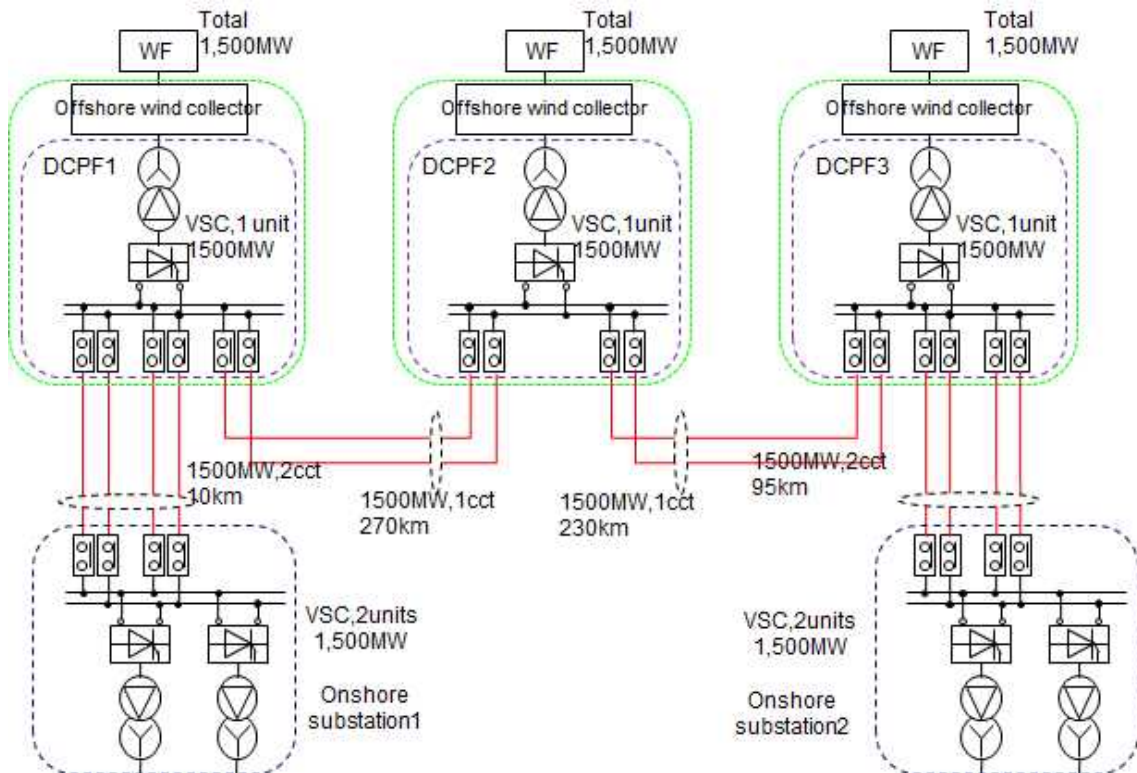 Total
1,500MW
WF
Offshore wind collector
DCPF1
VSC,1 unit
1500MW
Total
1,500MW
WF
Offshore wind collector
DCPF2
VSC,1unit
1500MW
Total
1,500MW
WF
Offshore wind collector
DCPF3
VSC,1unit
1500MW
1500MW,2cct
10km
1500MW,1cct
270km
1500MW,1cct
230km
1500MW,2cct
95km
VSC,2units
1,500MW
Onshore
substation1
VSC,2units
1,500MW
Onshore
substation2